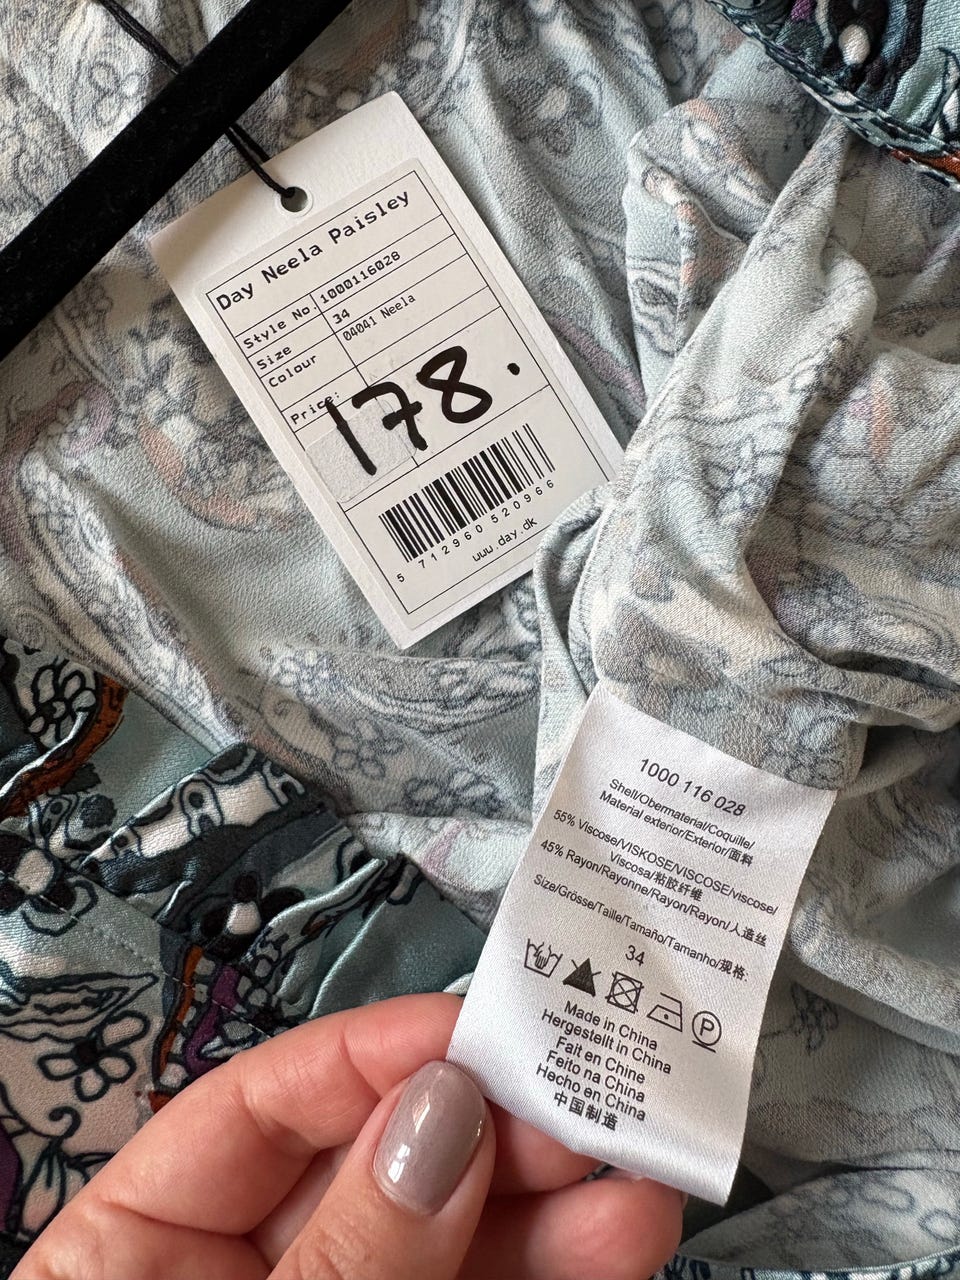 Day Neela Paisley
Style No. 1000116028
Size 34
Colour 04041 Neela
Price: 178.
5 712960 520966
www.day.dk
1000 116 028
Shell/Obermaterial/Coquille/
Material exterior/Exterior/面料
55% Viscose/VISKOSE/VISCOSE/viscose/
Viscosa/粘胶纤维
45% Rayon/Rayonne/Rayon/Rayon/人造丝
Size/Grösse/Taille/Tamaño/Tamanho/规格:
34
P
Made in China
Hergestellt in China
Fait en Chine
Feito na China
Hecho en China
中国制造